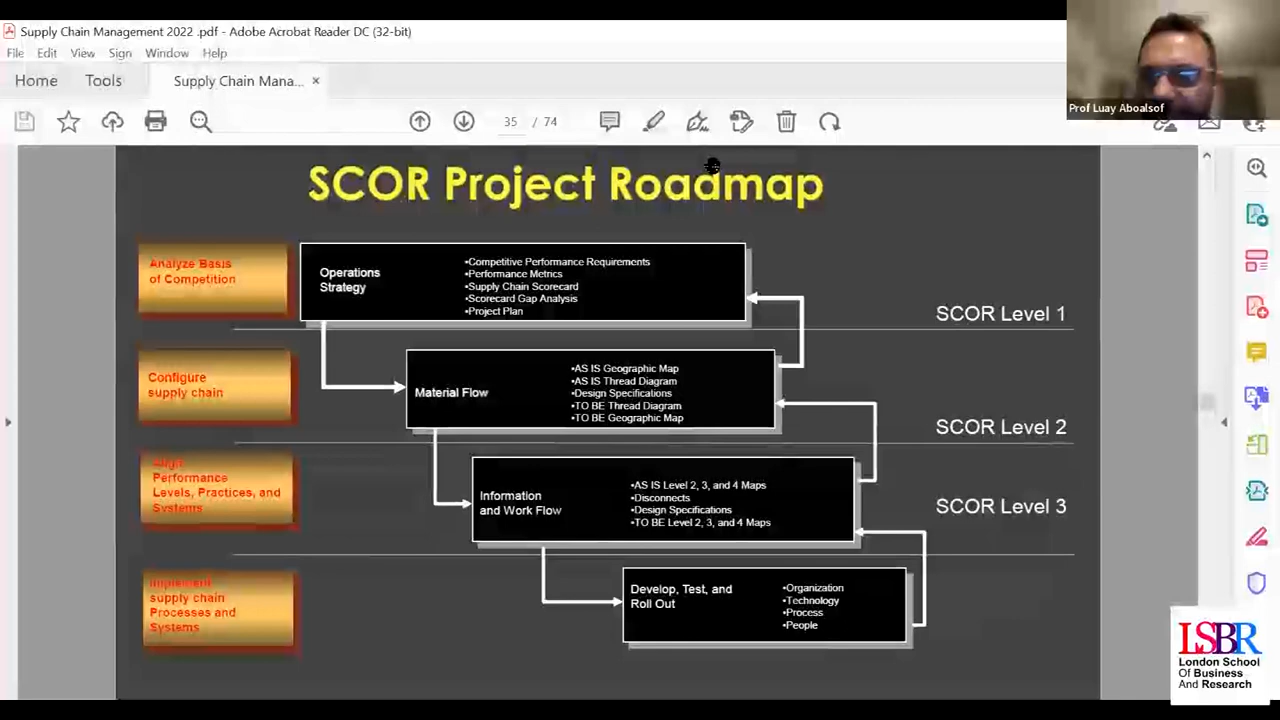 Supply Chain Management 2022 .pdf - Adobe Acrobat Reader DC (32-bit)
File Edit View Sign Window Help
Home Tools Supply Chain Mana... ×
35 / 74
Prof Luay Aboalsof
SCOR Project Roadmap
Analyze Basis
of Competition
Operations
Strategy
•Competitive Performance Requirements
•Performance Metrics
•Supply Chain Scorecard
•Scorecard Gap Analysis
•Project Plan
SCOR Level 1
Configure
supply chain
Material Flow
•AS IS Geographic Map
•AS IS Thread Diagram
•Design Specifications
•TO BE Thread Diagram
•TO BE Geographic Map
SCOR Level 2
Align
Performance
Levels, Practices, and
Systems
Information
and Work Flow
•AS IS Level 2, 3, and 4 Maps
•Disconnects
•Design Specifications
•TO BE Level 2, 3, and 4 Maps
SCOR Level 3
Implement
supply chain
Processes and
Systems
Develop, Test, and
Roll Out
•Organization
•Technology
•Process
•People
LSBR
London School
Of Business
And Research